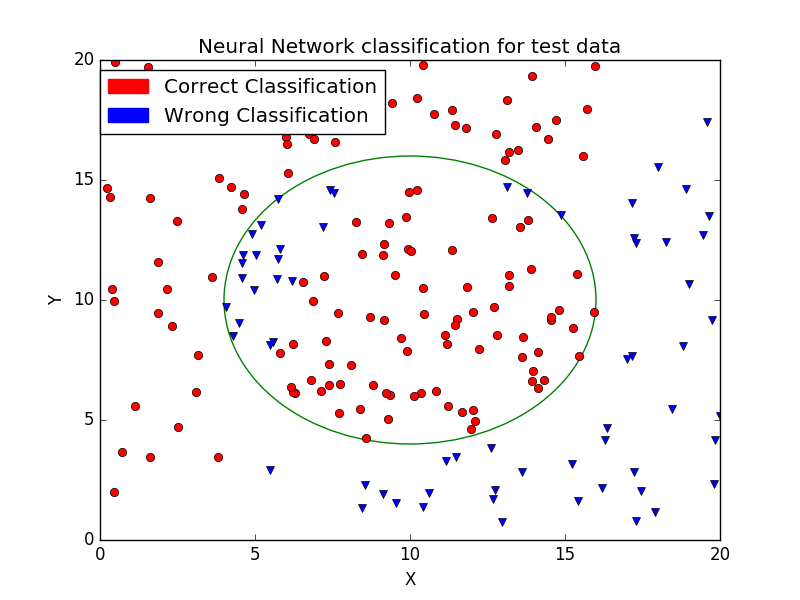 Neural Network classification for test data
Correct Classification
Wrong Classification
20
15
10
5
0
Y
0 5 10 15 20
X